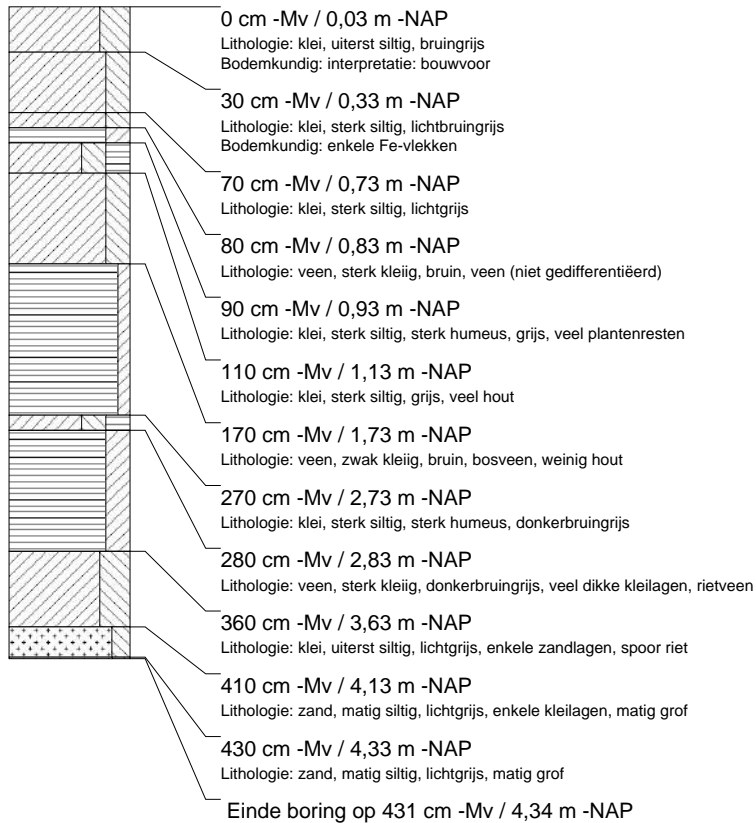 0 cm -Mv / 0,03 m -NAP
Lithologie: klei, uiterst siltig, bruingrijs
Bodemkundig: interpretatie: bouwvoor
30 cm -Mv / 0,33 m -NAP
Lithologie: klei, sterk siltig, lichtbruingrijs
Bodemkundig: enkele Fe-vlekken
70 cm -Mv / 0,73 m -NAP
Lithologie: klei, sterk siltig, lichtgrijs
80 cm -Mv / 0,83 m -NAP
Lithologie: veen, sterk kleiig, bruin, veen (niet gedifferentiëerd)
90 cm -Mv / 0,93 m -NAP
Lithologie: klei, sterk siltig, sterk humeus, grijs, veel plantenresten
110 cm -Mv / 1,13 m -NAP
Lithologie: klei, sterk siltig, grijs, veel hout
170 cm -Mv / 1,73 m -NAP
Lithologie: veen, zwak kleiig, bruin, bosveen, weinig hout
270 cm -Mv / 2,73 m -NAP
Lithologie: klei, sterk siltig, sterk humeus, donkerbruingrijs
280 cm -Mv / 2,83 m -NAP
Lithologie: veen, sterk kleiig, donkerbruingrijs, veel dikke kleilagen, rietveen
360 cm -Mv / 3,63 m -NAP
Lithologie: klei, uiterst siltig, lichtgrijs, enkele zandlagen, spoor riet
410 cm -Mv / 4,13 m -NAP
Lithologie: zand, matig siltig, lichtgrijs, enkele kleilagen, matig grof
430 cm -Mv / 4,33 m -NAP
Lithologie: zand, matig siltig, lichtgrijs, matig grof
Einde boring op 431 cm -Mv / 4,34 m -NAP